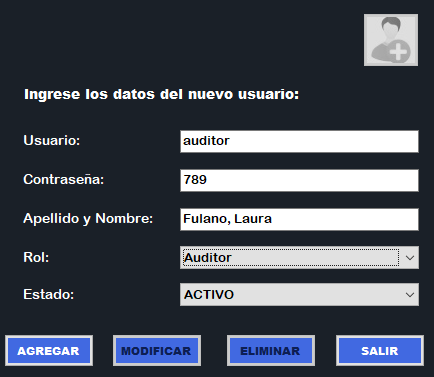 Ingrese los datos del nuevo usuario:
Usuario: auditor
Contraseña: 789
Apellido y Nombre: Fulano, Laura
Rol: Auditor
Estado: ACTIVO
AGREGAR MODIFICAR ELIMINAR SALIR